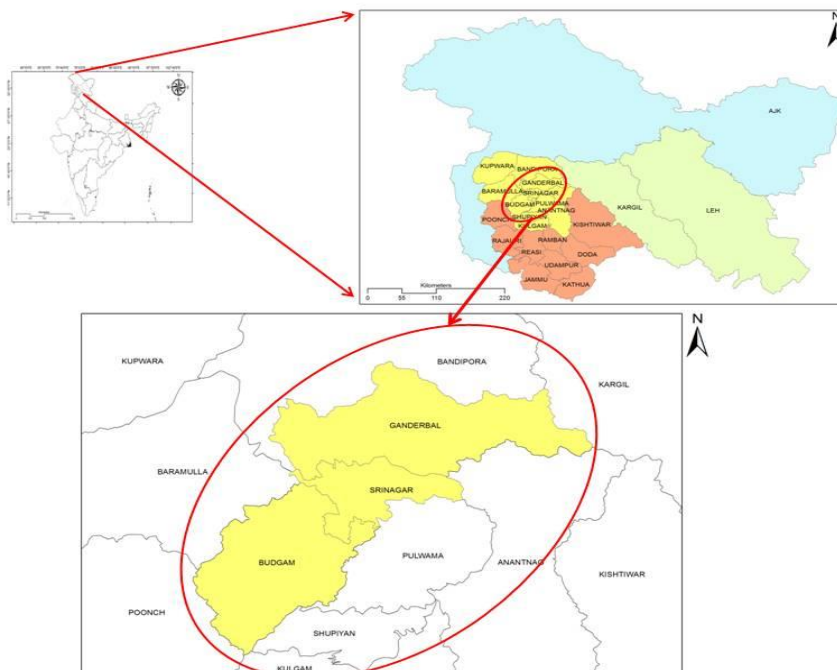 N
AJK
KUPWARA
BANDIPORA
GANDERBAL
BARAMULLA
SRINAGAR
BUDGAM
PULWAMA
ANANTNAG
POONCH
SHUPIYAN
KULGAM
KISHTIWAR
KARGIL
LEH
RAJAURI
RAMBAN
REASI
DODA
UDAMPUR
JAMMU
KATHUA
Kilometers
0 55 110 220
N
KUPWARA
BANDIPORA
KARGIL
GANDERBAL
BARAMULLA
SRINAGAR
BUDGAM
PULWAMA
ANANTNAG
KISHTIWAR
POONCH
SHUPIYAN
KULGAM